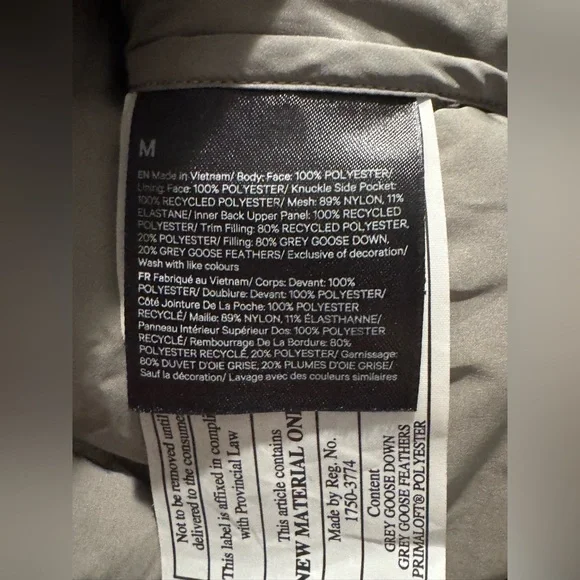 M
EN Made in Vietnam/ Body: Face: 100% POLYESTER/
Lining: Face: 100% POLYESTER/ Knuckle Side Pocket:
100% RECYCLED POLYESTER/ Mesh: 89% NYLON, 11%
ELASTANE/ Inner Back Upper Panel: 100% RECYCLED
POLYESTER/ Trim Filling: 80% RECYCLED POLYESTER,
20% POLYESTER/ Filling: 80% GREY GOOSE DOWN,
20% GREY GOOSE FEATHERS/ Exclusive of decoration/
Wash with like colours
FR Fabriqué au Vietnam/ Corps: Devant: 100%
POLYESTER/ Doublure: Devant: 100% POLYESTER/
Côté Jointure De La Poche: 100% POLYESTER
RECYCLÉ/ Maille: 89% NYLON, 11% ÉLASTHANNE/
Panneau Intérieur Supérieur Dos: 100% POLYESTER
RECYCLÉ/ Rembourrage De La Bordure: 80%
POLYESTER RECYCLÉ, 20% POLYESTER/ Garnissage:
80% DUVET D'OIE GRISE, 20% PLUMES D'OIE GRISE/
Sauf la décoration/ Lavage avec des couleurs similaires
Not to be removed until
delivered to the consume
This label is affixed in compli
with Provincial Law
This article contains
NEW MATERIAL ON
Made by Reg. No.
1750-3774
Content
GREY GOOSE DOWN
GREY GOOSE FEATHERS
PRIMALOFT® POLYESTER